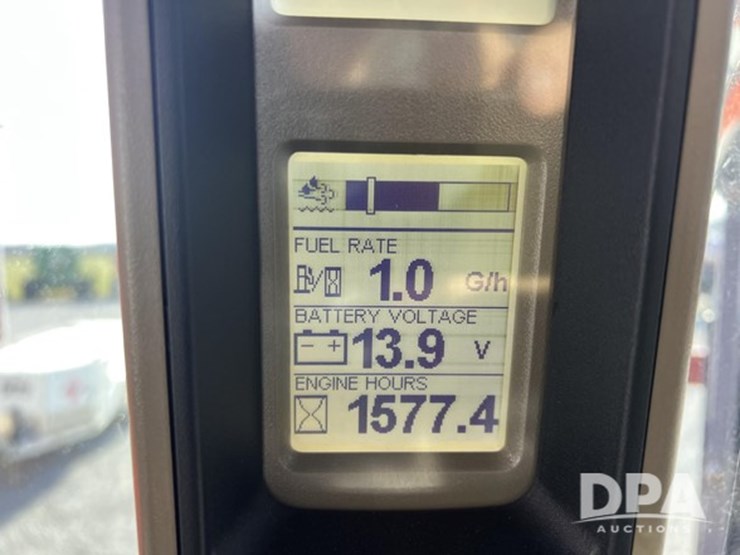 FUEL RATE
1.0 G/h
BATTERY VOLTAGE
- + 13.9 V
ENGINE HOURS
1577.4
DPA
AUCTIONS